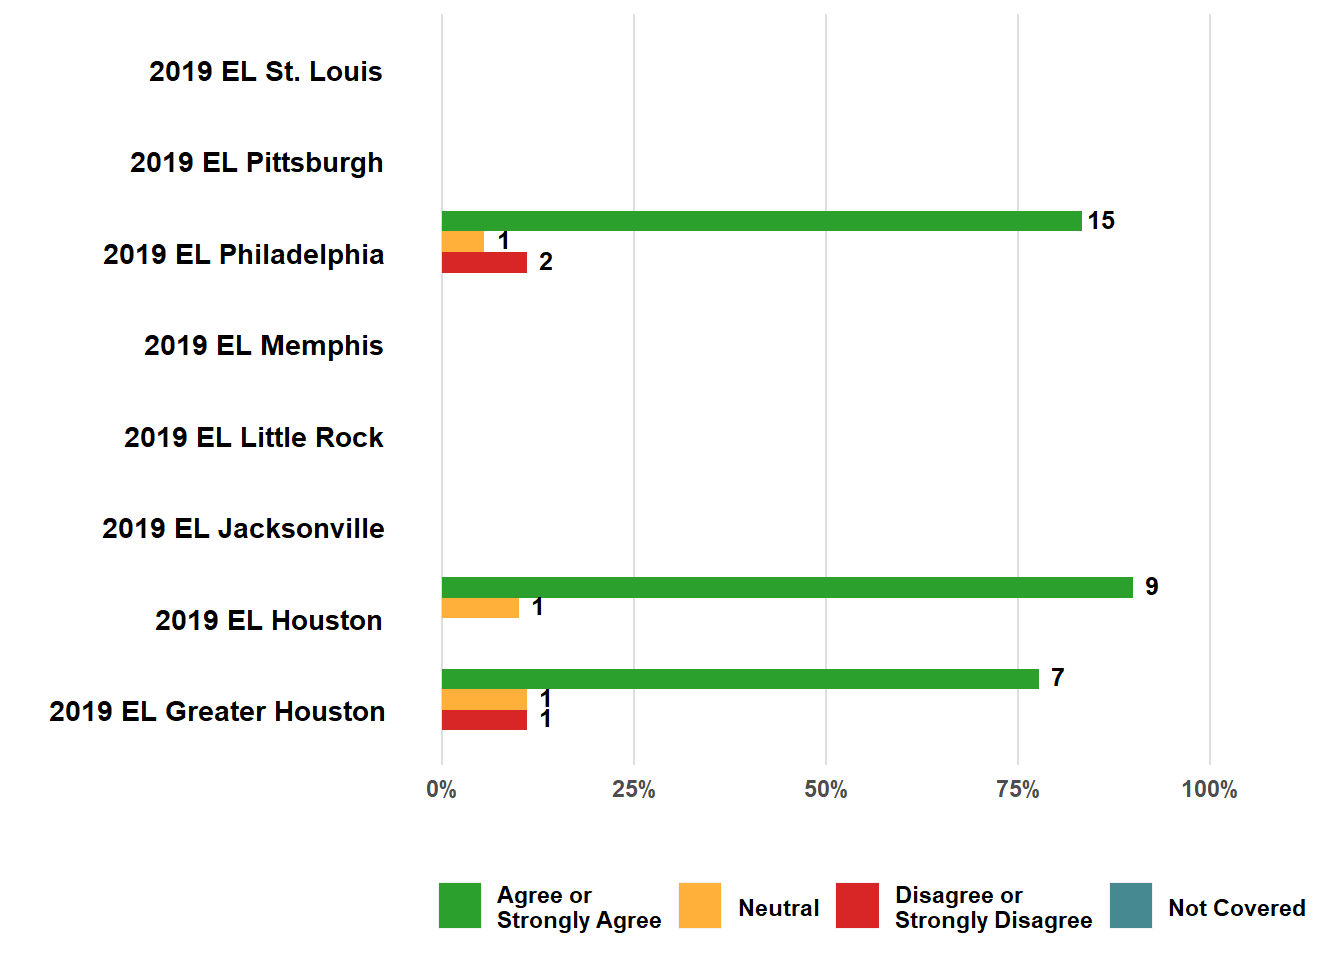 2019 EL St. Louis
2019 EL Pittsburgh
15
1
2019 EL Philadelphia
2
2019 EL Memphis
2019 EL Little Rock
2019 EL Jacksonville
9
1
2019 EL Houston
7
1
2019 EL Greater Houston
1
0% 25% 50% 75% 100%
Agree or
Strongly Agree
Neutral
Disagree or
Strongly Disagree
Not Covered